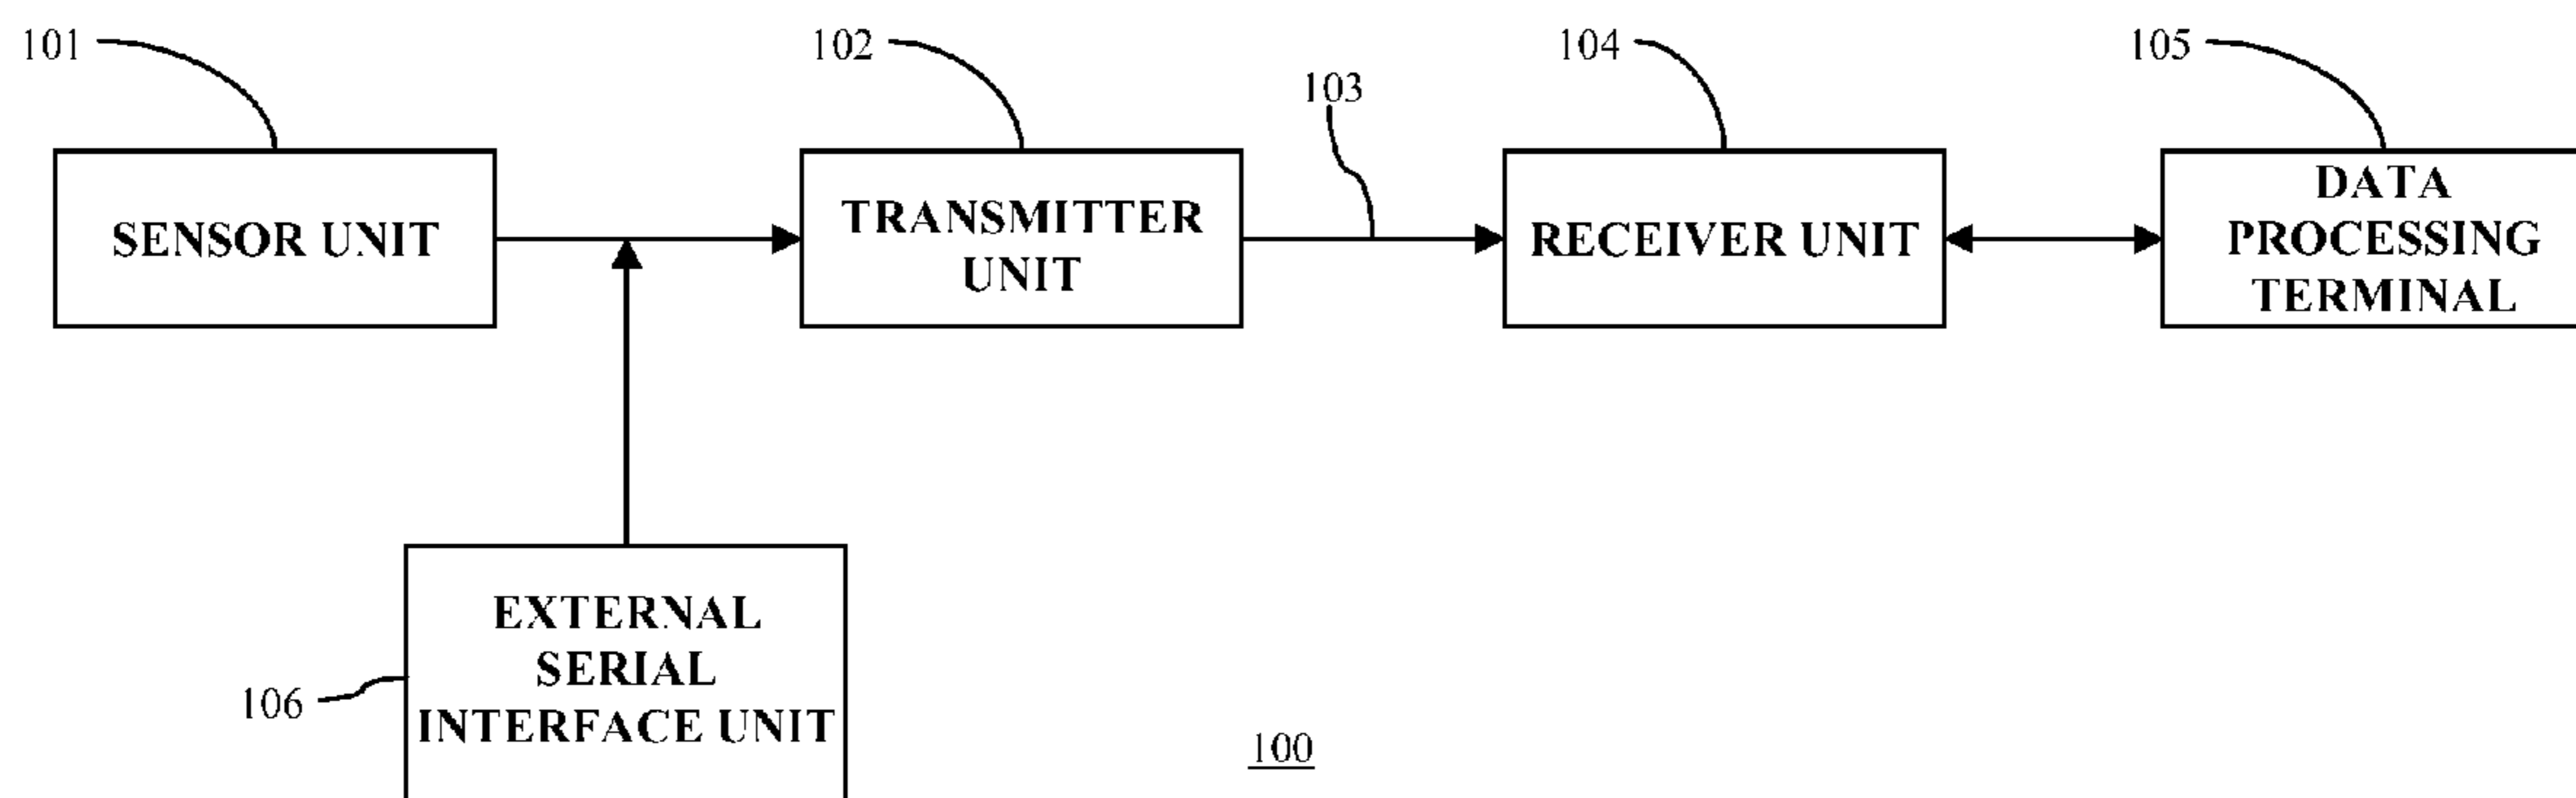 101
102
103
104
105
SENSOR UNIT
TRANSMITTER
UNIT
RECEIVER UNIT
DATA
PROCESSING
TERMINAL
EXTERNAL
SERIAL
INTERFACE UNIT
106
100